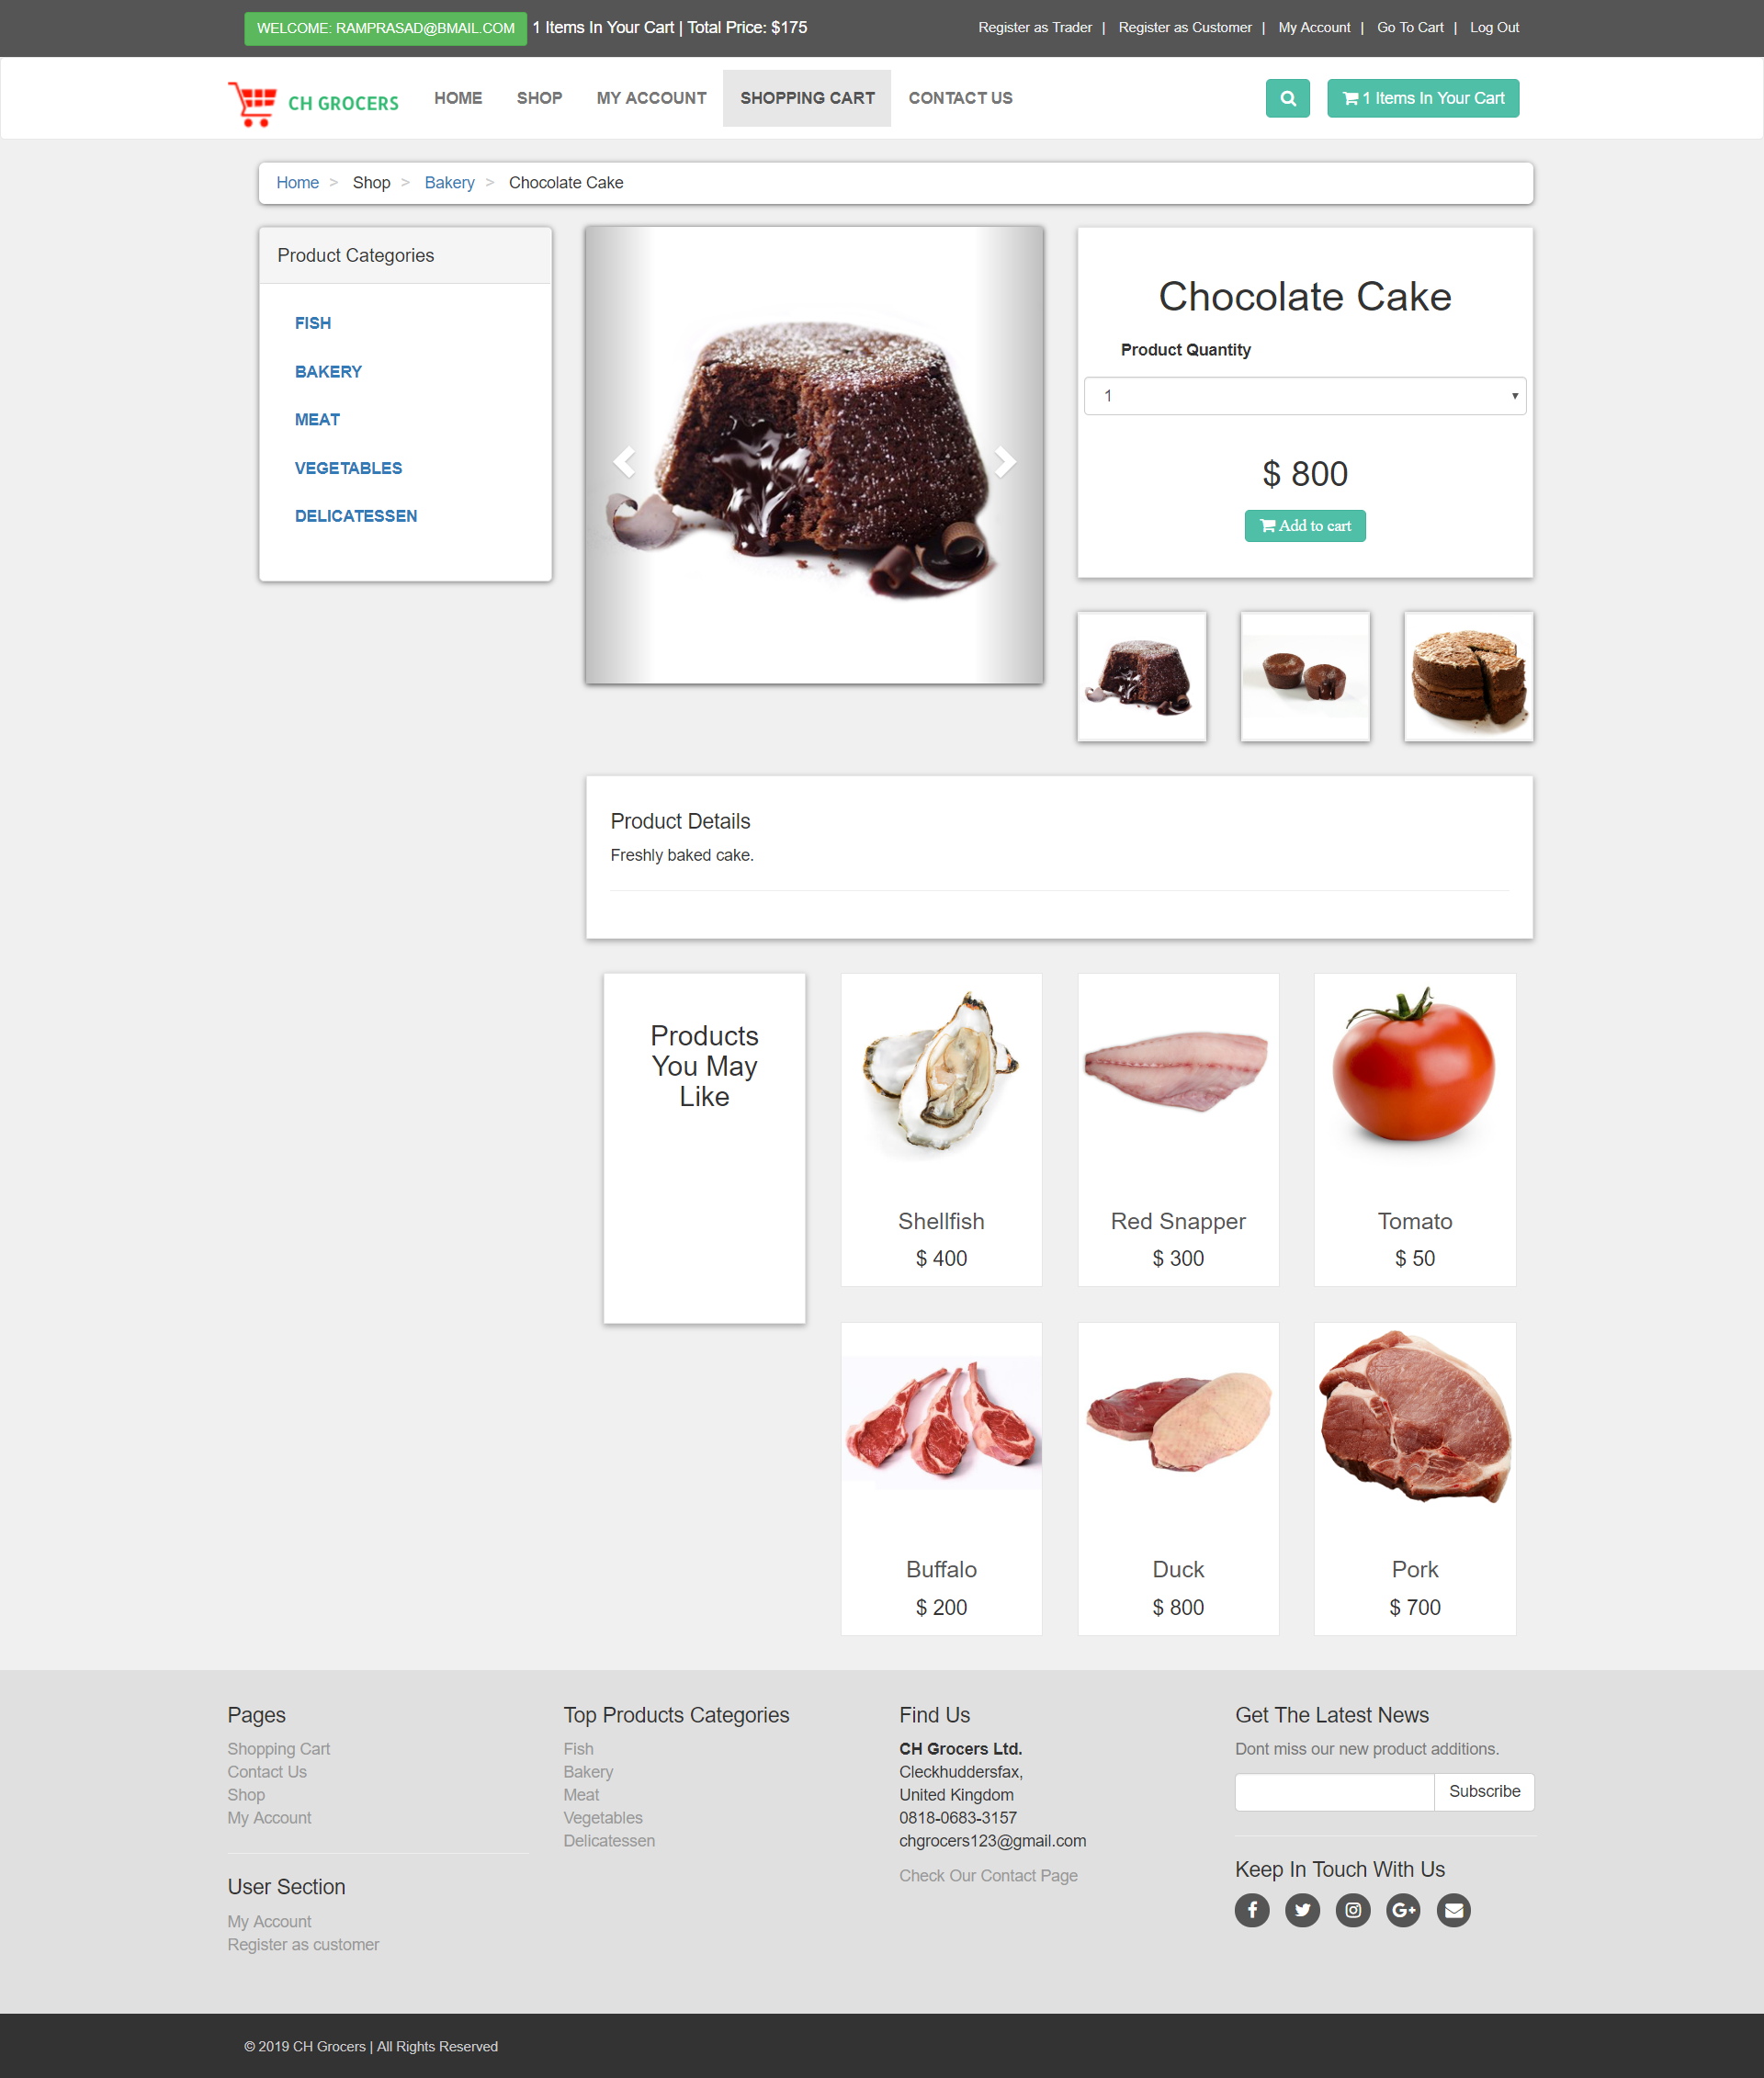 WELCOME: RAMPRASAD@BMAIL.COM 1 Items In Your Cart | Total Price: $175
Register as Trader | Register as Customer | My Account | Go To Cart | Log Out
CH GROCERS
HOME SHOP MY ACCOUNT SHOPPING CART CONTACT US
1 Items In Your Cart
Home > Shop > Bakery > Chocolate Cake
Product Categories
FISH
BAKERY
MEAT
VEGETABLES
DELICATESSEN
Chocolate Cake
Product Quantity
1
$ 800
Add to cart
Product Details
Freshly baked cake.
Products
You May
Like
Shellfish
$ 400
Red Snapper
$ 300
Tomato
$ 50
Buffalo
$ 200
Duck
$ 800
Pork
$ 700
Pages
Shopping Cart
Contact Us
Shop
My Account
User Section
My Account
Register as customer
Top Products Categories
Fish
Bakery
Meat
Vegetables
Delicatessen
Find Us
CH Grocers Ltd.
Cleckhuddersfax,
United Kingdom
0818-0683-3157
chgrocers123@gmail.com
Check Our Contact Page
Get The Latest News
Dont miss our new product additions.
Subscribe
Keep In Touch With Us
© 2019 CH Grocers | All Rights Reserved